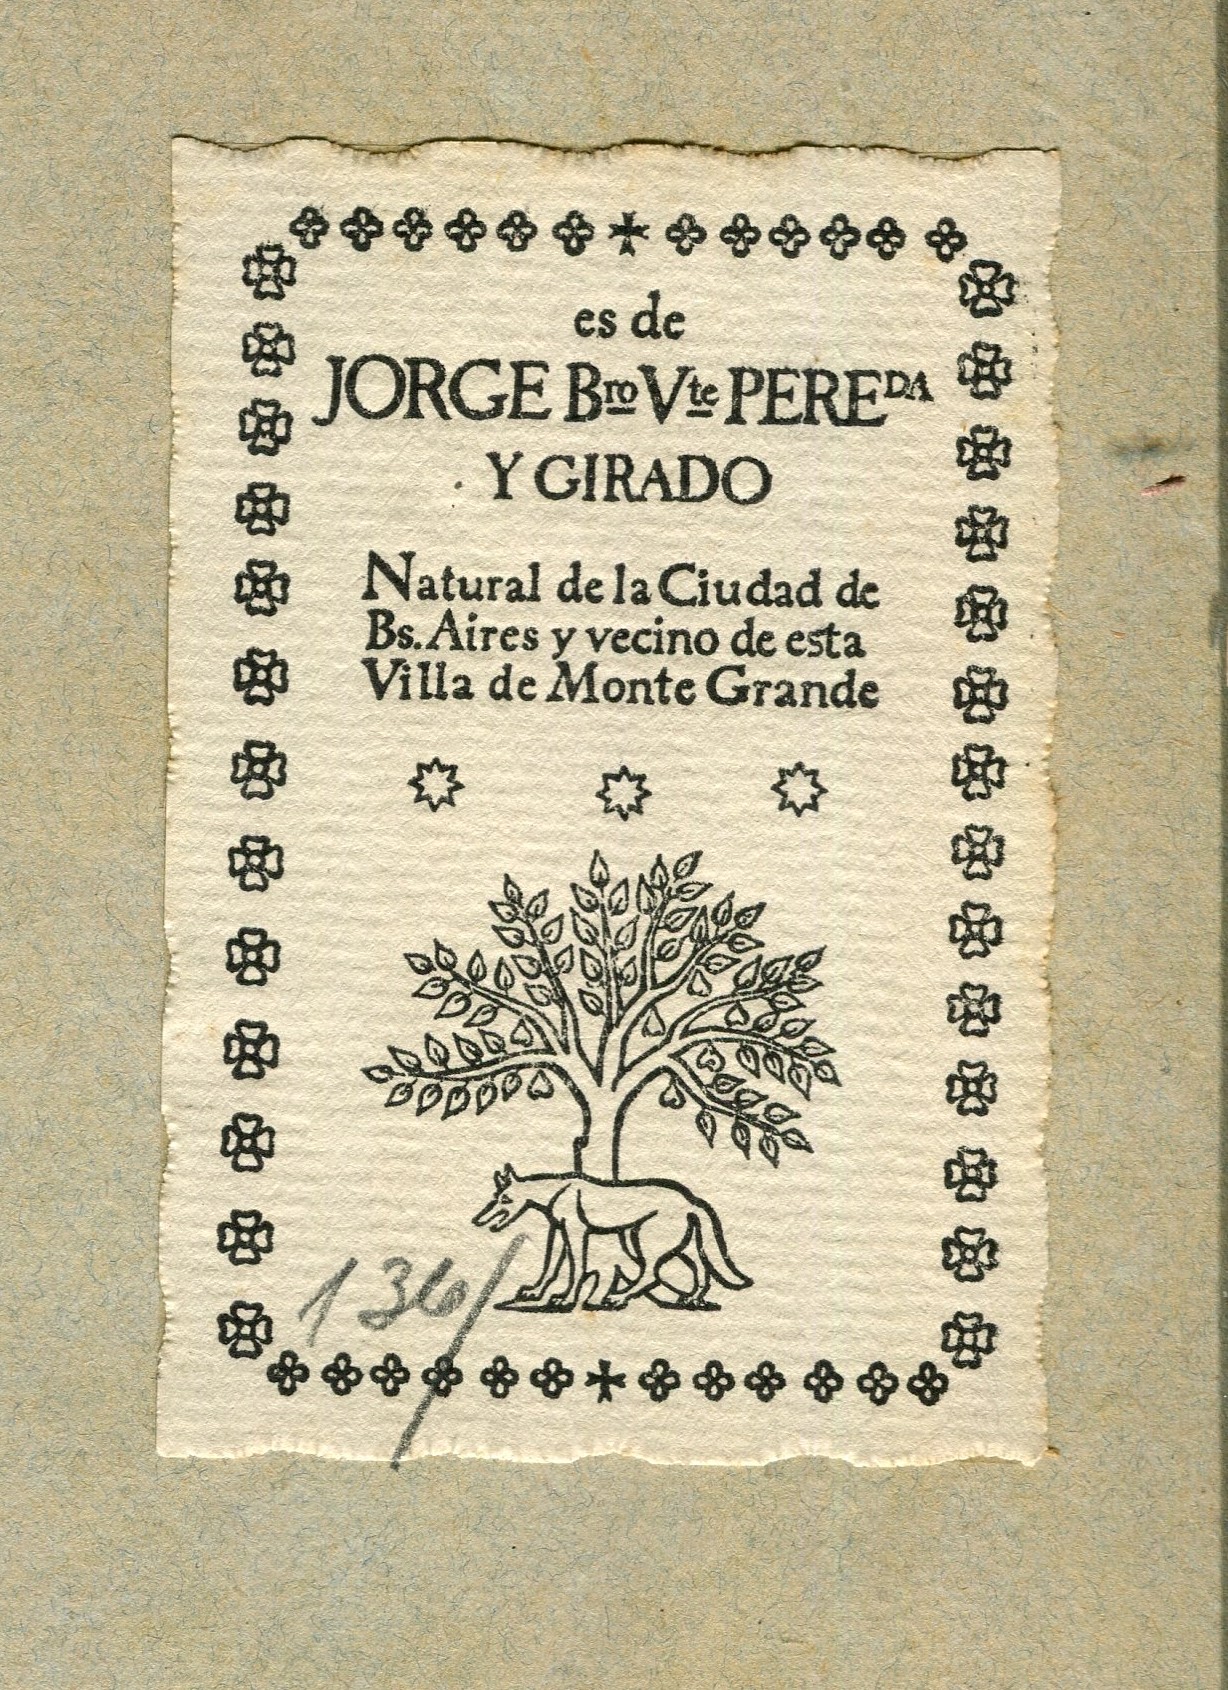 es de
JORGE Bro Vte PEREDA
Y GIRADO
Natural de la Ciudad de
Bs. Aires y vecino de esta
Villa de Monte Grande
136/